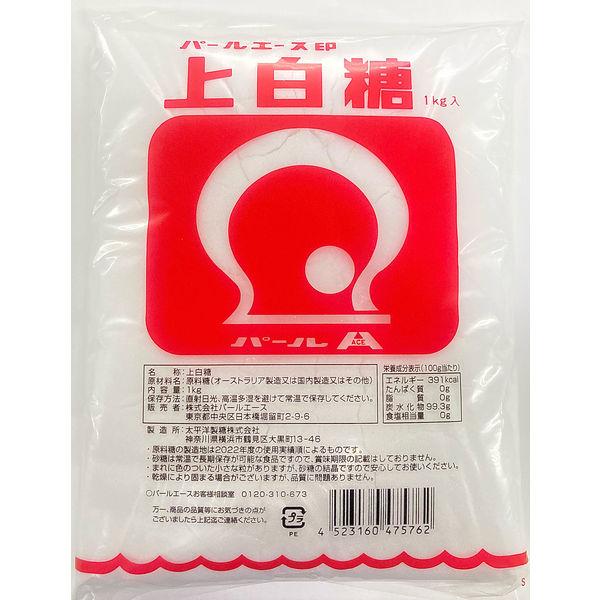 パールエース印
上白糖 1kg入
パール A
ACE
名 称：上白糖
原材料名：原料糖(オーストラリア製造又は国内製造又はその他)
内 容 量：1kg
保存方法：直射日光、高温多湿を避けて常温で保存してください。
販 売 者：株式会社パールエース
東京都中央区日本橋堀留町2-9-6
栄養成分表示(100g当たり)
エネルギー 391kcal
たんぱく質 0g
脂 質 0g
炭水化物 99.3g
食塩相当量 0g
製 造 所：太平洋製糖株式会社
神奈川県横浜市鶴見区大黒町13-46
・原料糖の製造地は2022年度の使用実績順によるものです。
・砂糖は常温で長期保存が可能な食品ですので、賞味期限の記載はしておりません。
・まれに色のついた小さな粒がありますが、砂糖の結晶ですので安心してお使いください。
・乾燥により固まる場合がございますが、品質に問題ありません。
○パールエースお客様相談室 0120-310-673
万一、商品の品質等にお気づきの点が
ございましたら上記迄ご連絡ください。
プラ
PE
4 523160 475762
S